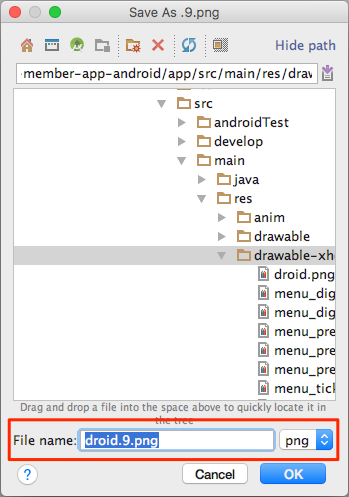 Save As .9.png
Hide path
member-app-android/app/src/main/res/draw
src
androidTest
develop
main
java
res
anim
drawable
drawable-xh
droid.png
menu_dig
menu_dig
menu_pre
menu_pre
menu_pre
menu_tick
Drag and drop a file into the space above to quickly locate it in
the tree
File name: droid.9.png png
? Cancel OK